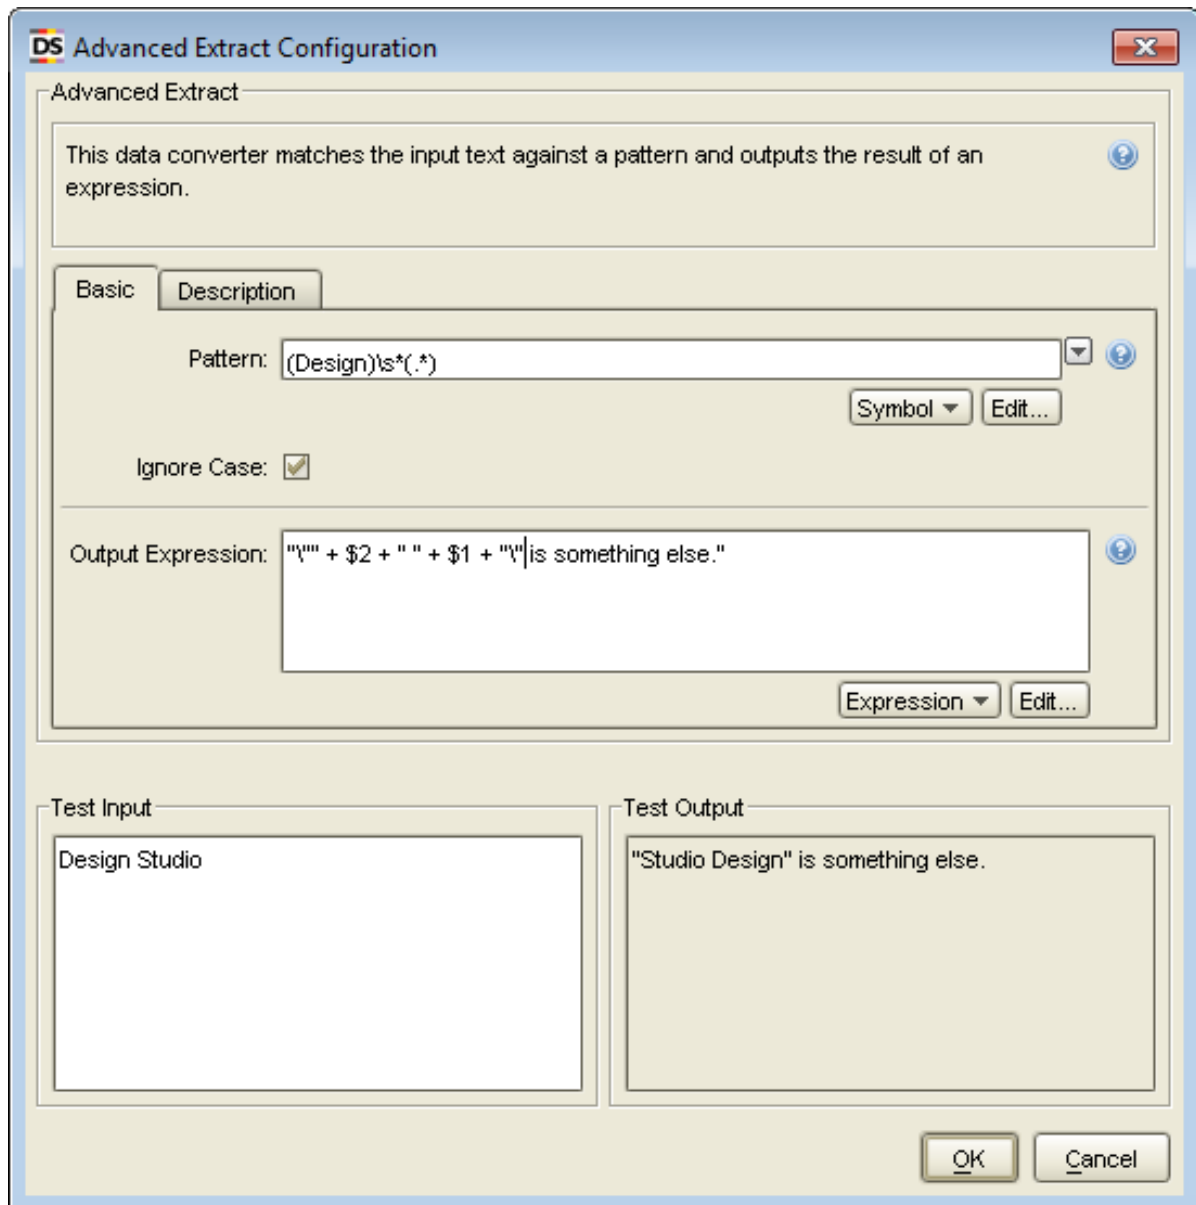 DS Advanced Extract Configuration
Advanced Extract
This data converter matches the input text against a pattern and outputs the result of an
expression.
Basic Description
Pattern: (Design)\s*(.*)
Symbol Edit...
Ignore Case:
Output Expression: "\"" + $2 + " " + $1 + "\" is something else."
Expression Edit...
Test Input
Design Studio
Test Output
"Studio Design" is something else.
OK Cancel